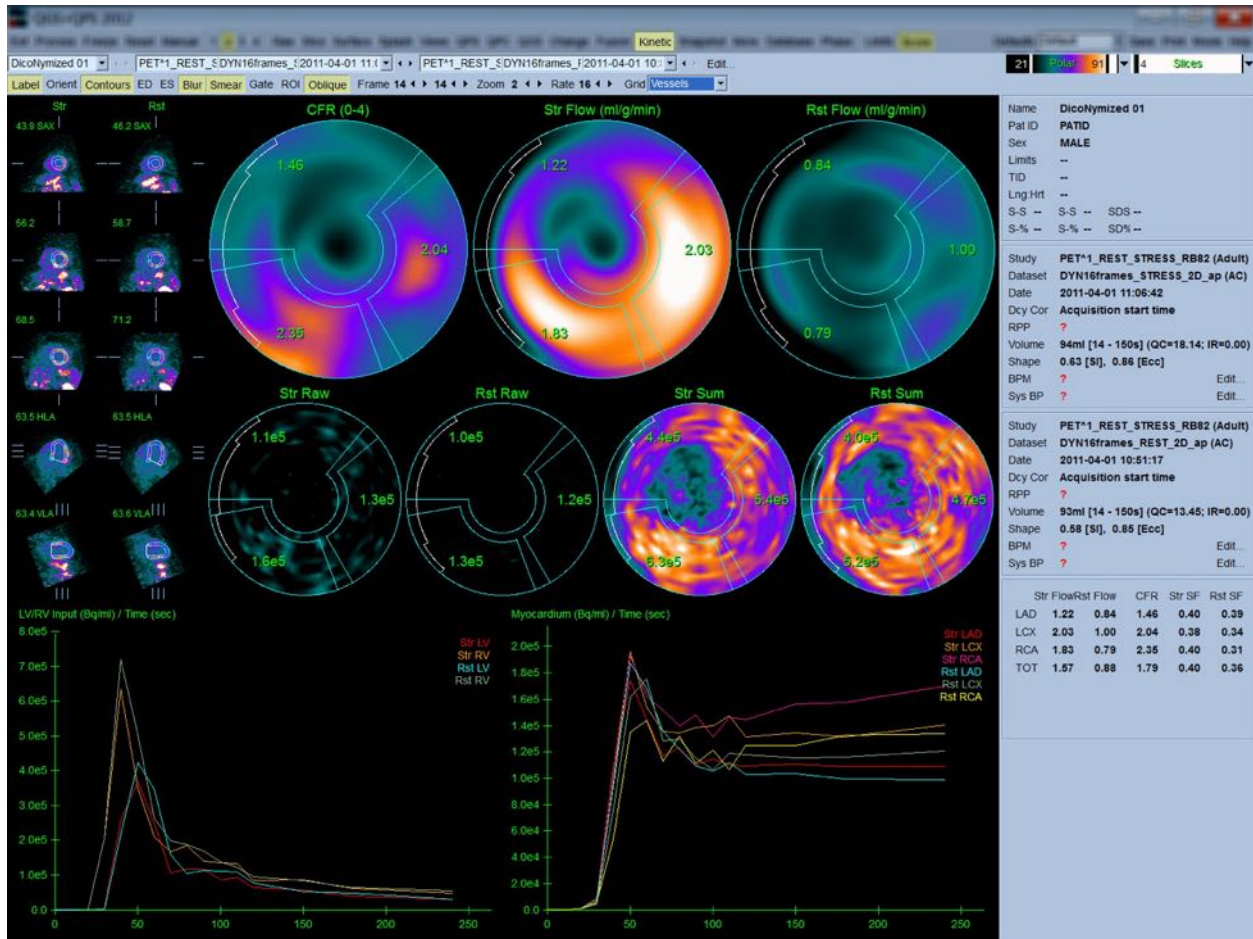 QGS+QPS 2012
Kinetic
DicoNymized 01 PET^1_REST_S DYN16frames_S 2011-04-01 11:0 PET^1_REST_S DYN16frames_F 2011-04-01 10: Edit...
21 Polar 91 4 Slices
Label Orient Contours ED ES Blur Smear Gate ROI Oblique Frame 14 14 Zoom 2 Rate 16 Grid Vessels
Str Rst
43.9 SAX 46.2 SAX
56.2 58.7
68.5 71.2
63.5 HLA 63.5 HLA
63.4 VLA 63.6 VLA
CFR (0-4) Str Flow (ml/g/min) Rst Flow (ml/g/min)
1.46 1.22 0.84
2.04 2.03 1.00
2.35 1.83 0.79
Str Raw Rst Raw Str Sum Rst Sum
1.1e5 1.0e5 4.4e5 4.0e5
1.3e5 1.2e5 5.4e5 4.7e5
1.6e5 1.3e5 6.3e5 5.2e5
LV/RV Input (Bq/ml) / Time (sec)
8.0e5
7.0e5
6.0e5
5.0e5
4.0e5
3.0e5
2.0e5
1.0e5
0.0
0 50 100 150 200 250
Str LV
Str RV
Rst LV
Rst RV
Myocardium (Bq/ml) / Time (sec)
2.0e5
1.8e5
1.6e5
1.4e5
1.2e5
1.0e5
8.0e4
6.0e4
4.0e4
2.0e4
0.0
0 50 100 150 200 250
Str LAD
Str LCX
Str RCA
Rst LAD
Rst LCX
Rst RCA
Name DicoNymized 01
Pat ID PATID
Sex MALE
Limits --
TID --
Lng:Hrt --
S-S -- S-S -- SDS --
S-% -- S-% -- SD% --
Study PET^1_REST_STRESS_RB82 (Adult)
Dataset DYN16frames_STRESS_2D_ap (AC)
Date 2011-04-01 11:06:42
Dcy Cor Acquisition start time
RPP ?
Volume 94ml [14 - 150s] (QC=18.14; IR=0.00)
Shape 0.63 [SI], 0.86 [Ecc]
BPM ? Edit...
Sys BP ? Edit...
Study PET^1_REST_STRESS_RB82 (Adult)
Dataset DYN16frames_REST_2D_ap (AC)
Date 2011-04-01 10:51:17
Dcy Cor Acquisition start time
RPP ?
Volume 93ml [14 - 150s] (QC=13.45; IR=0.00)
Shape 0.58 [SI], 0.85 [Ecc]
BPM ? Edit...
Sys BP ? Edit...
Str Flow Rst Flow CFR Str SF Rst SF
LAD 1.22 0.84 1.46 0.40 0.39
LCX 2.03 1.00 2.04 0.38 0.34
RCA 1.83 0.79 2.35 0.40 0.31
TOT 1.57 0.88 1.79 0.40 0.36